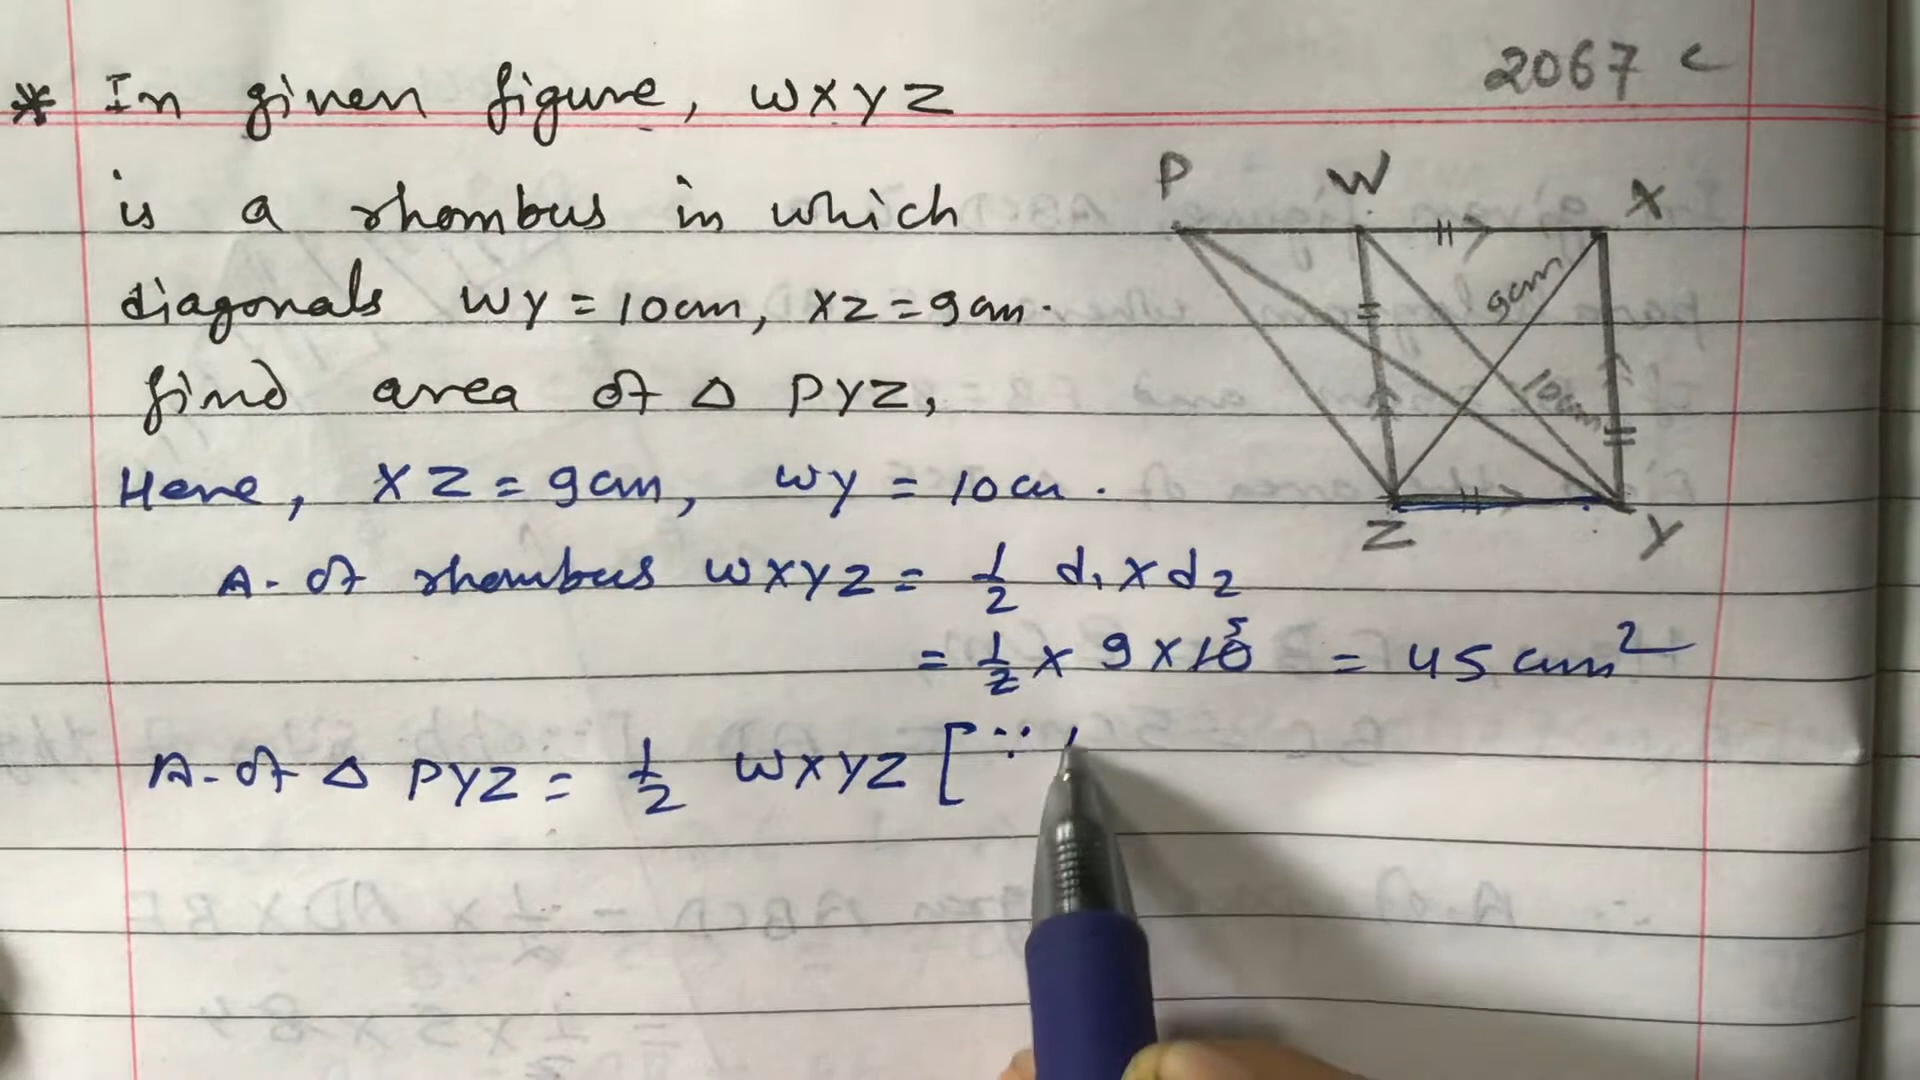 2067 C
* In given figure, WXYZ
is a rhombus in which
diagonals WY = 10cm, XZ = 9cm.
find area of △ PYZ,
P W X
9cm
10cm
Z Y
Here, XZ = 9cm, WY = 10cm.
A. of rhombus WXYZ = 1/2 d1 x d2
= 1/2 x 9 x 10 5 = 45 cm²
A. of △ PYZ = 1/2 WXYZ [∵